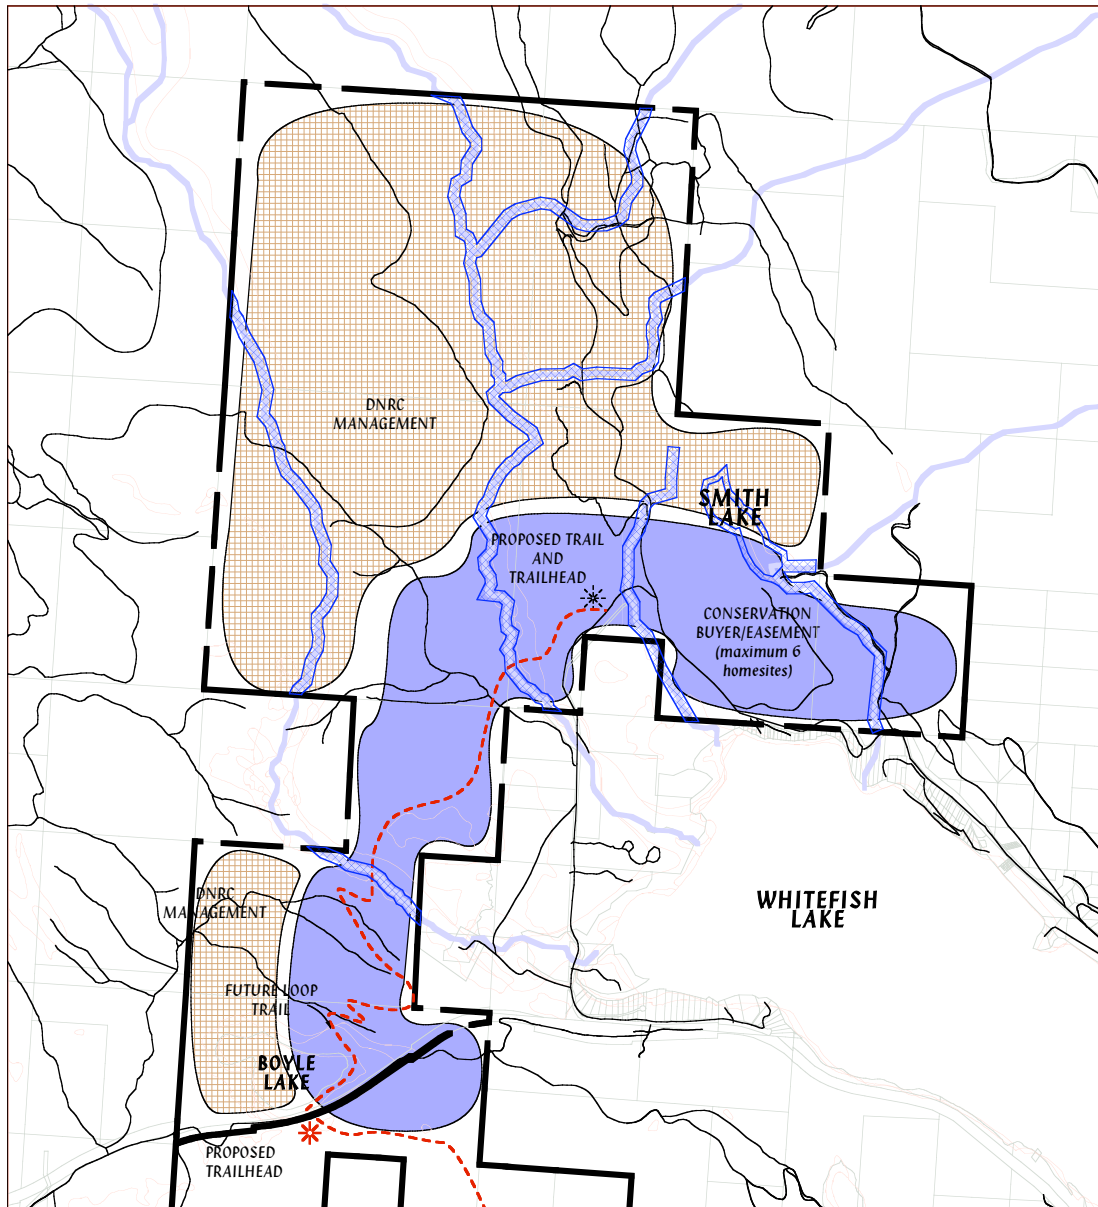 DNRC
MANAGEMENT
SMITH
LAKE
PROPOSED TRAIL
AND
TRAILHEAD
CONSERVATION
BUYER/EASEMENT
(maximum 6
homesites)
DNRC
MANAGEMENT
WHITEFISH
LAKE
FUTURE LOOP
TRAIL
BOYLE
LAKE
PROPOSED
TRAILHEAD